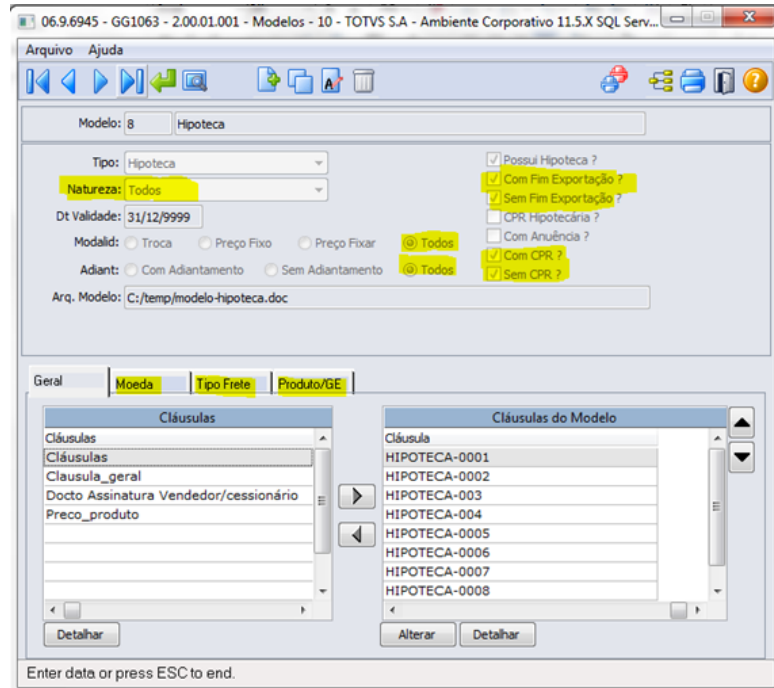 06.9.6945 - GG1063 - 2.00.01.001 - Modelos - 10 - TOTVS S.A - Ambiente Corporativo 11.5.X SQL Serv...
Arquivo Ajuda
Modelo: 8 Hipoteca
Tipo: Hipoteca
Natureza: Todos
Dt Validade: 31/12/9999
Modalid: Troca Preço Fixo Preço Fixar Todos
Adiant: Com Adiantamento Sem Adiantamento Todos
Arq. Modelo: C:/temp/modelo-hipoteca.doc
Possui Hipoteca ?
Com Fim Exportação ?
Sem Fim Exportação ?
CPR Hipotecária ?
Com Anuência ?
Com CPR ?
Sem CPR ?
Geral Moeda Tipo Frete Produto/GE
Cláusulas
Cláusulas
Cláusulas
Clausula_geral
Docto Assinatura Vendedor/cessionário
Preco_produto
Detalhar
Cláusulas do Modelo
Cláusula
HIPOTECA-0001
HIPOTECA-0002
HIPOTECA-003
HIPOTECA-004
HIPOTECA-0005
HIPOTECA-0006
HIPOTECA-0007
HIPOTECA-0008
Alterar Detalhar
Enter data or press ESC to end.